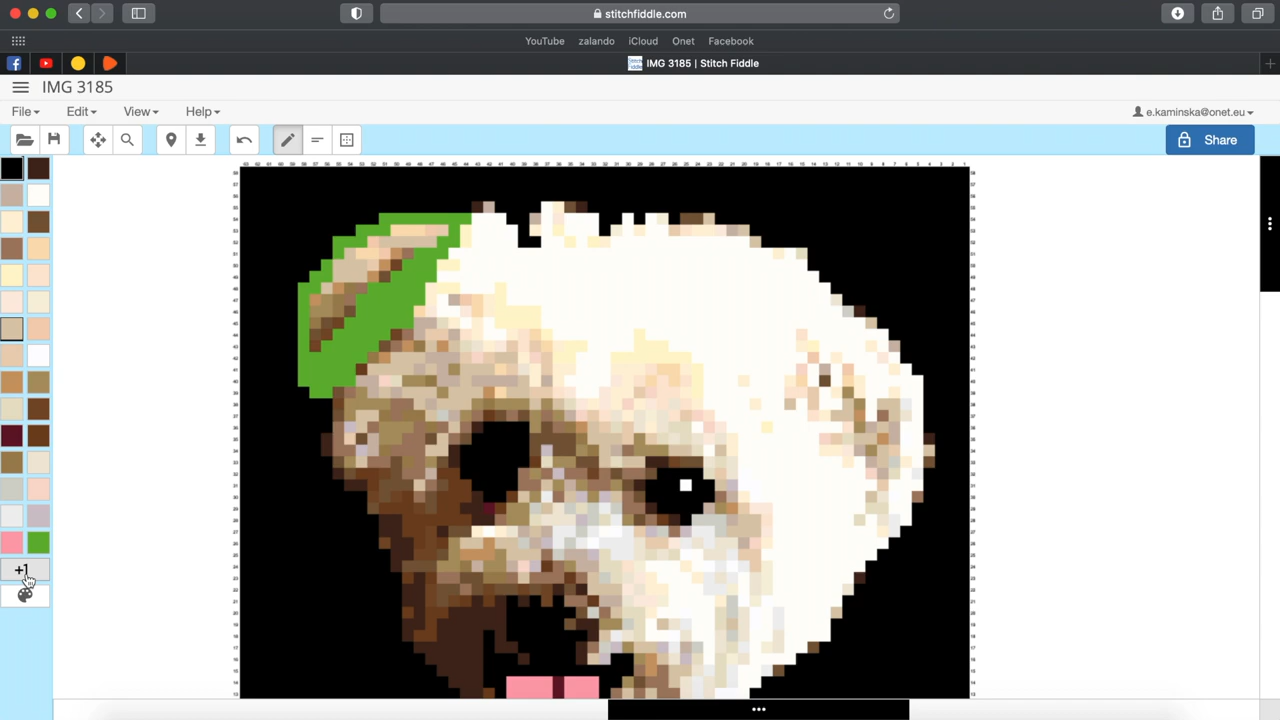 stitchfiddle.com
YouTube zalando iCloud Onet Facebook
IMG 3185 | Stitch Fiddle
IMG 3185
File Edit View Help e.kaminska@onet.eu
Share
+1